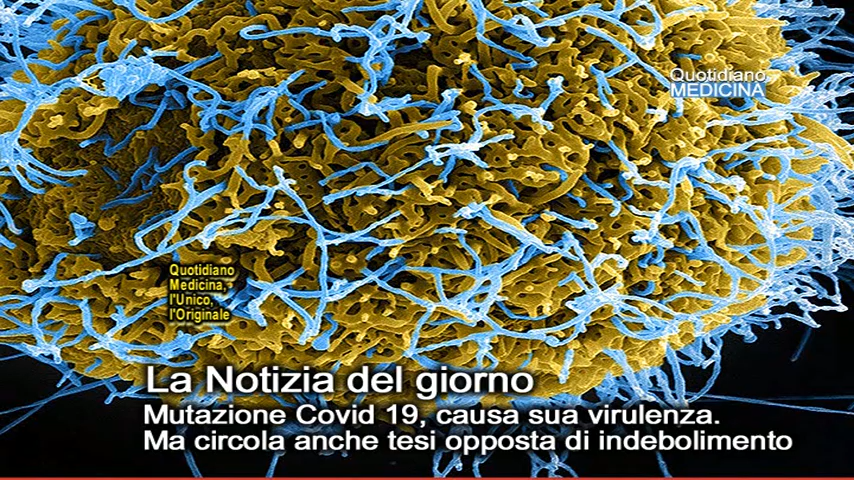 Quotidiano
MEDICINA
Quotidiano
Medicina,
l'Unico,
l'Originale
La Notizia del giorno
Mutazione Covid 19, causa sua virulenza.
Ma circola anche tesi opposta di indebolimento